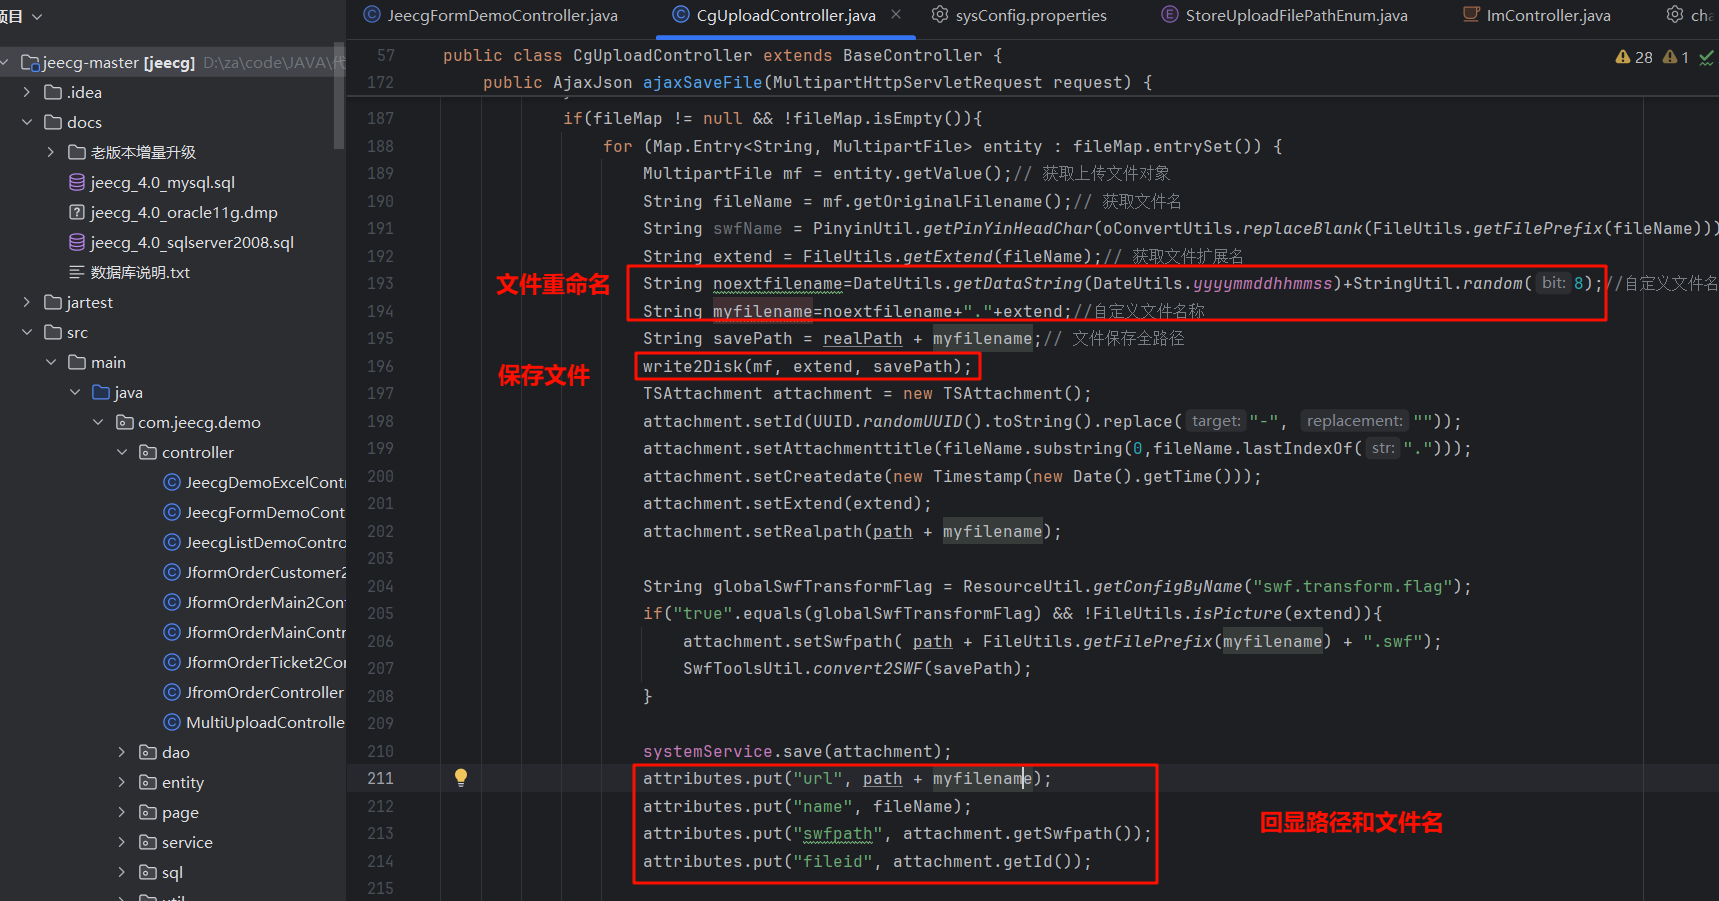 项目
JeecgFormDemoController.java
CgUploadController.java
sysConfig.properties
StoreUploadFilePathEnum.java
ImController.java
jeecg-master [jeecg] D:\za\code\JAVA\
.idea
docs
老版本增量升级
jeecg_4.0_mysql.sql
jeecg_4.0_oracle11g.dmp
jeecg_4.0_sqlserver2008.sql
数据库说明.txt
jartest
src
main
java
com.jeecg.demo
controller
JeecgDemoExcelCont
JeecgFormDemoCont
JeecgListDemoContro
JformOrderCustomer2
JformOrderMain2Con
JformOrderMainContr
JformOrderTicket2Con
JfromOrderController
MultiUploadControlle
dao
entity
page
service
sql
util
28 1
57 public class CgUploadController extends BaseController {
172 public AjaxJson ajaxSaveFile(MultipartHttpServletRequest request) {
187 if(fileMap != null && !fileMap.isEmpty()){
188 for (Map.Entry<String, MultipartFile> entity : fileMap.entrySet()) {
189 MultipartFile mf = entity.getValue();// 获取上传文件对象
190 String fileName = mf.getOriginalFilename();// 获取文件名
191 String swfName = PinyinUtil.getPinYinHeadChar(oConvertUtils.replaceBlank(FileUtils.getFilePrefix(fileName)))
192 String extend = FileUtils.getExtend(fileName);// 获取文件扩展名
文件重命名
193 String noextfilename=DateUtils.getDataString(DateUtils.yyyymmddhhmmss)+StringUtil.random( bit: 8);//自定义文件名
194 String myfilename=noextfilename+"."+extend;//自定义文件名称
195 String savePath = realPath + myfilename;// 文件保存全路径
保存文件
196 write2Disk(mf, extend, savePath);
197 TSAttachment attachment = new TSAttachment();
198 attachment.setId(UUID.randomUUID().toString().replace( target: "-", replacement: ""));
199 attachment.setAttachmenttitle(fileName.substring(0,fileName.lastIndexOf( str: ".")));
200 attachment.setCreatedate(new Timestamp(new Date().getTime()));
201 attachment.setExtend(extend);
202 attachment.setRealpath(path + myfilename);
203
204 String globalSwfTransformFlag = ResourceUtil.getConfigByName("swf.transform.flag");
205 if("true".equals(globalSwfTransformFlag) && !FileUtils.isPicture(extend)){
206 attachment.setSwfpath( path + FileUtils.getFilePrefix(myfilename) + ".swf");
207 SwfToolsUtil.convert2SWF(savePath);
208 }
209
210 systemService.save(attachment);
211 attributes.put("url", path + myfilename);
212 attributes.put("name", fileName);
回显路径和文件名
213 attributes.put("swfpath", attachment.getSwfpath());
214 attributes.put("fileid", attachment.getId());
215